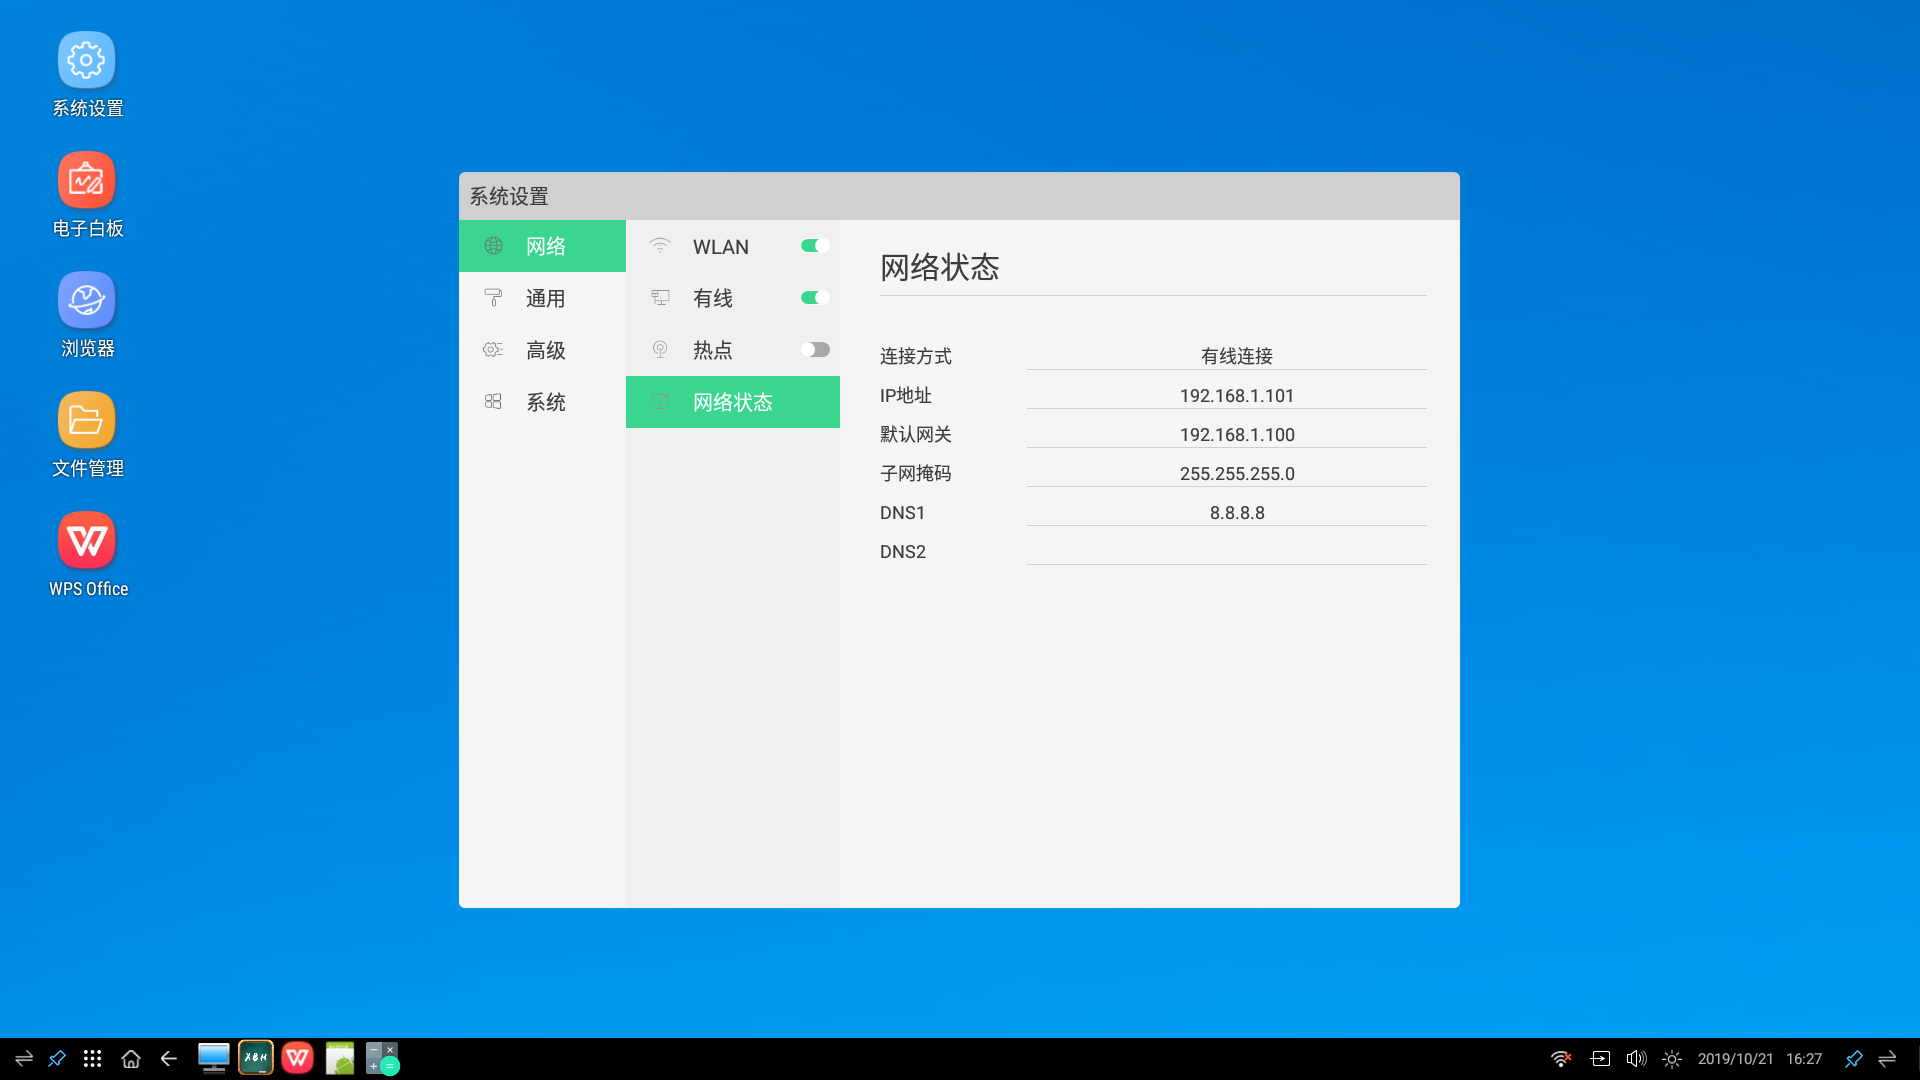 系统设置
电子白板
浏览器
文件管理
WPS Office
系统设置
网络
通用
高级
系统
WLAN
有线
热点
网络状态
网络状态
连接方式 有线连接
IP地址 192.168.1.101
默认网关 192.168.1.100
子网掩码 255.255.255.0
DNS1 8.8.8.8
DNS2
XBH
2019/10/21 16:27